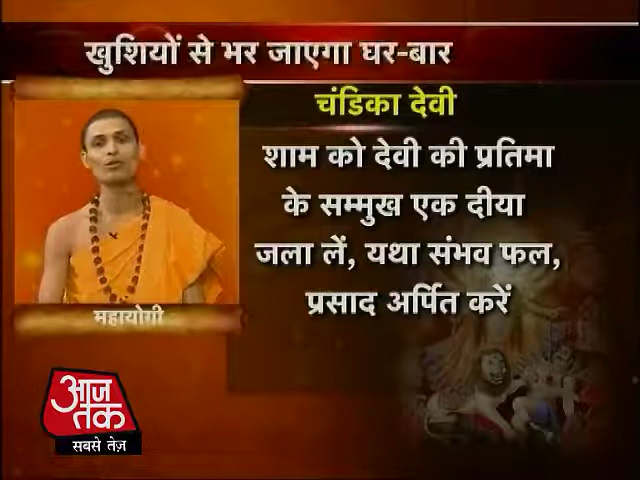 खुशियों से भर जाएगा घर-बार
चंडिका देवी
शाम को देवी की प्रतिमा
के सम्मुख एक दीया
जला लें, यथा संभव फल,
प्रसाद अर्पित करें
महायोगी
आज
तक
सबसे तेज़